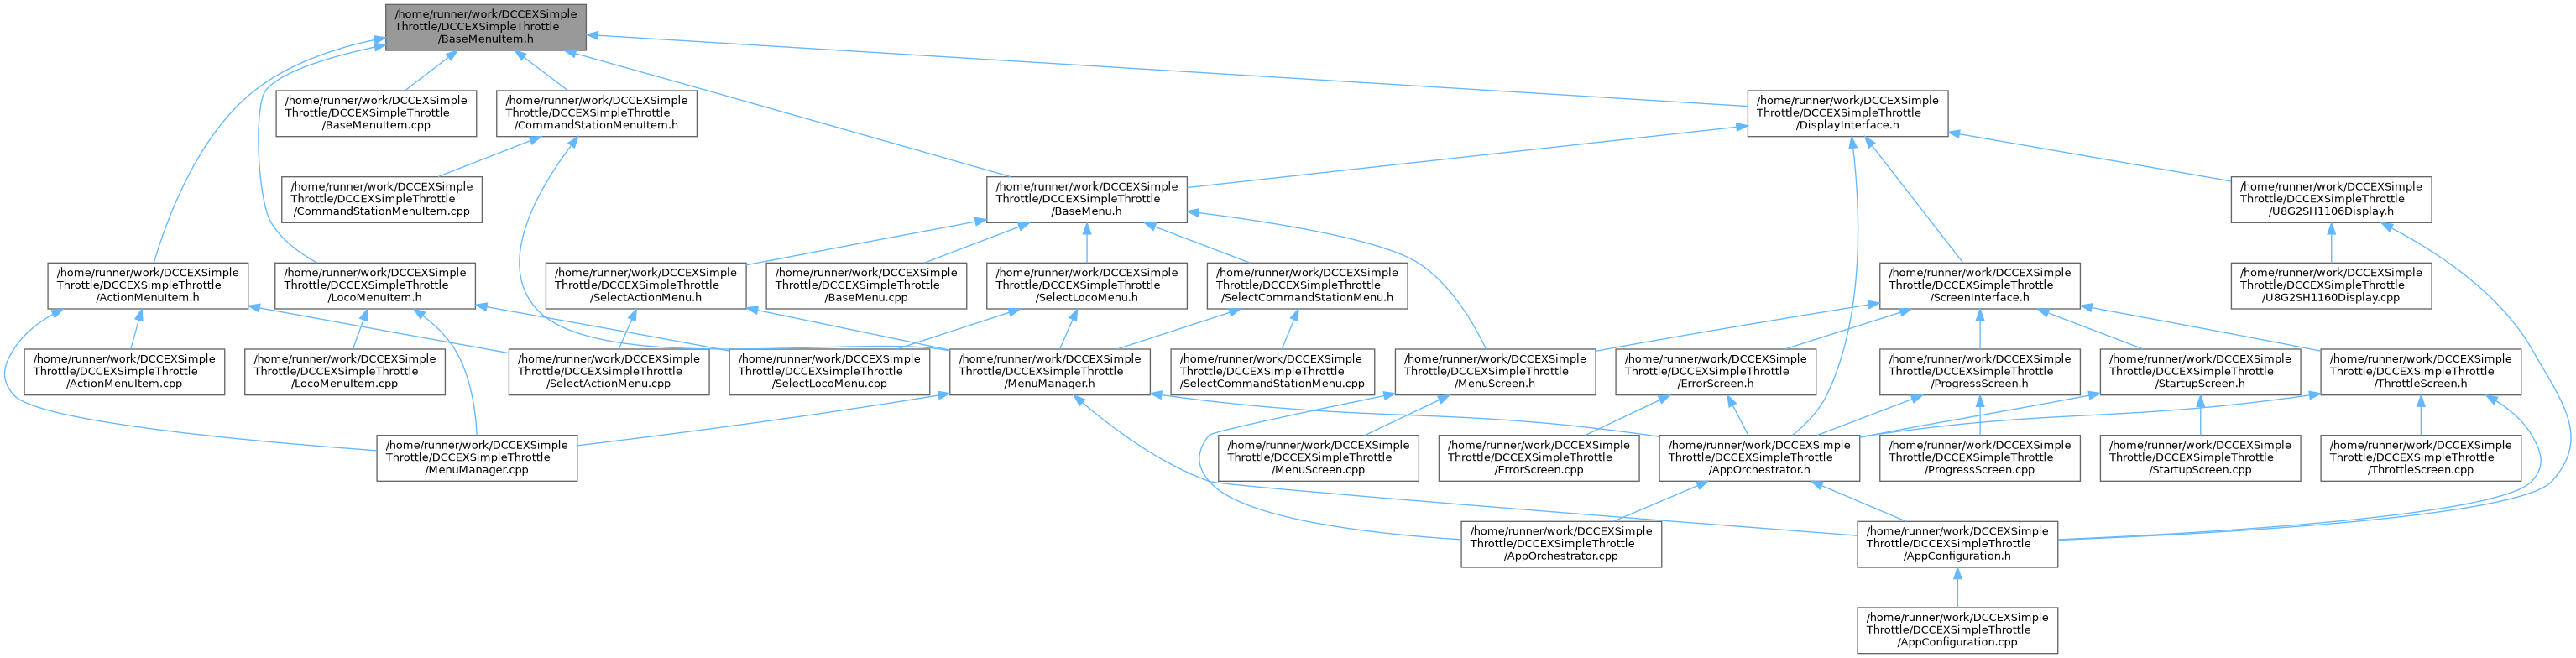 /home/runner/work/DCCEXSimple
Throttle/DCCEXSimpleThrottle
/BaseMenuItem.h
/home/runner/work/DCCEXSimple
Throttle/DCCEXSimpleThrottle
/BaseMenuItem.cpp
/home/runner/work/DCCEXSimple
Throttle/DCCEXSimpleThrottle
/CommandStationMenuItem.h
/home/runner/work/DCCEXSimple
Throttle/DCCEXSimpleThrottle
/DisplayInterface.h
/home/runner/work/DCCEXSimple
Throttle/DCCEXSimpleThrottle
/CommandStationMenuItem.cpp
/home/runner/work/DCCEXSimple
Throttle/DCCEXSimpleThrottle
/BaseMenu.h
/home/runner/work/DCCEXSimple
Throttle/DCCEXSimpleThrottle
/U8G2SH1106Display.h
/home/runner/work/DCCEXSimple
Throttle/DCCEXSimpleThrottle
/ActionMenuItem.h
/home/runner/work/DCCEXSimple
Throttle/DCCEXSimpleThrottle
/LocoMenuItem.h
/home/runner/work/DCCEXSimple
Throttle/DCCEXSimpleThrottle
/SelectActionMenu.h
/home/runner/work/DCCEXSimple
Throttle/DCCEXSimpleThrottle
/BaseMenu.cpp
/home/runner/work/DCCEXSimple
Throttle/DCCEXSimpleThrottle
/SelectLocoMenu.h
/home/runner/work/DCCEXSimple
Throttle/DCCEXSimpleThrottle
/SelectCommandStationMenu.h
/home/runner/work/DCCEXSimple
Throttle/DCCEXSimpleThrottle
/ScreenInterface.h
/home/runner/work/DCCEXSimple
Throttle/DCCEXSimpleThrottle
/U8G2SH1160Display.cpp
/home/runner/work/DCCEXSimple
Throttle/DCCEXSimpleThrottle
/ActionMenuItem.cpp
/home/runner/work/DCCEXSimple
Throttle/DCCEXSimpleThrottle
/LocoMenuItem.cpp
/home/runner/work/DCCEXSimple
Throttle/DCCEXSimpleThrottle
/SelectActionMenu.cpp
/home/runner/work/DCCEXSimple
Throttle/DCCEXSimpleThrottle
/SelectLocoMenu.cpp
/home/runner/work/DCCEXSimple
Throttle/DCCEXSimpleThrottle
/MenuManager.h
/home/runner/work/DCCEXSimple
Throttle/DCCEXSimpleThrottle
/SelectCommandStationMenu.cpp
/home/runner/work/DCCEXSimple
Throttle/DCCEXSimpleThrottle
/MenuScreen.h
/home/runner/work/DCCEXSimple
Throttle/DCCEXSimpleThrottle
/ErrorScreen.h
/home/runner/work/DCCEXSimple
Throttle/DCCEXSimpleThrottle
/ProgressScreen.h
/home/runner/work/DCCEXSimple
Throttle/DCCEXSimpleThrottle
/StartupScreen.h
/home/runner/work/DCCEXSimple
Throttle/DCCEXSimpleThrottle
/ThrottleScreen.h
/home/runner/work/DCCEXSimple
Throttle/DCCEXSimpleThrottle
/MenuManager.cpp
/home/runner/work/DCCEXSimple
Throttle/DCCEXSimpleThrottle
/MenuScreen.cpp
/home/runner/work/DCCEXSimple
Throttle/DCCEXSimpleThrottle
/ErrorScreen.cpp
/home/runner/work/DCCEXSimple
Throttle/DCCEXSimpleThrottle
/AppOrchestrator.h
/home/runner/work/DCCEXSimple
Throttle/DCCEXSimpleThrottle
/ProgressScreen.cpp
/home/runner/work/DCCEXSimple
Throttle/DCCEXSimpleThrottle
/StartupScreen.cpp
/home/runner/work/DCCEXSimple
Throttle/DCCEXSimpleThrottle
/ThrottleScreen.cpp
/home/runner/work/DCCEXSimple
Throttle/DCCEXSimpleThrottle
/AppOrchestrator.cpp
/home/runner/work/DCCEXSimple
Throttle/DCCEXSimpleThrottle
/AppConfiguration.h
/home/runner/work/DCCEXSimple
Throttle/DCCEXSimpleThrottle
/AppConfiguration.cpp